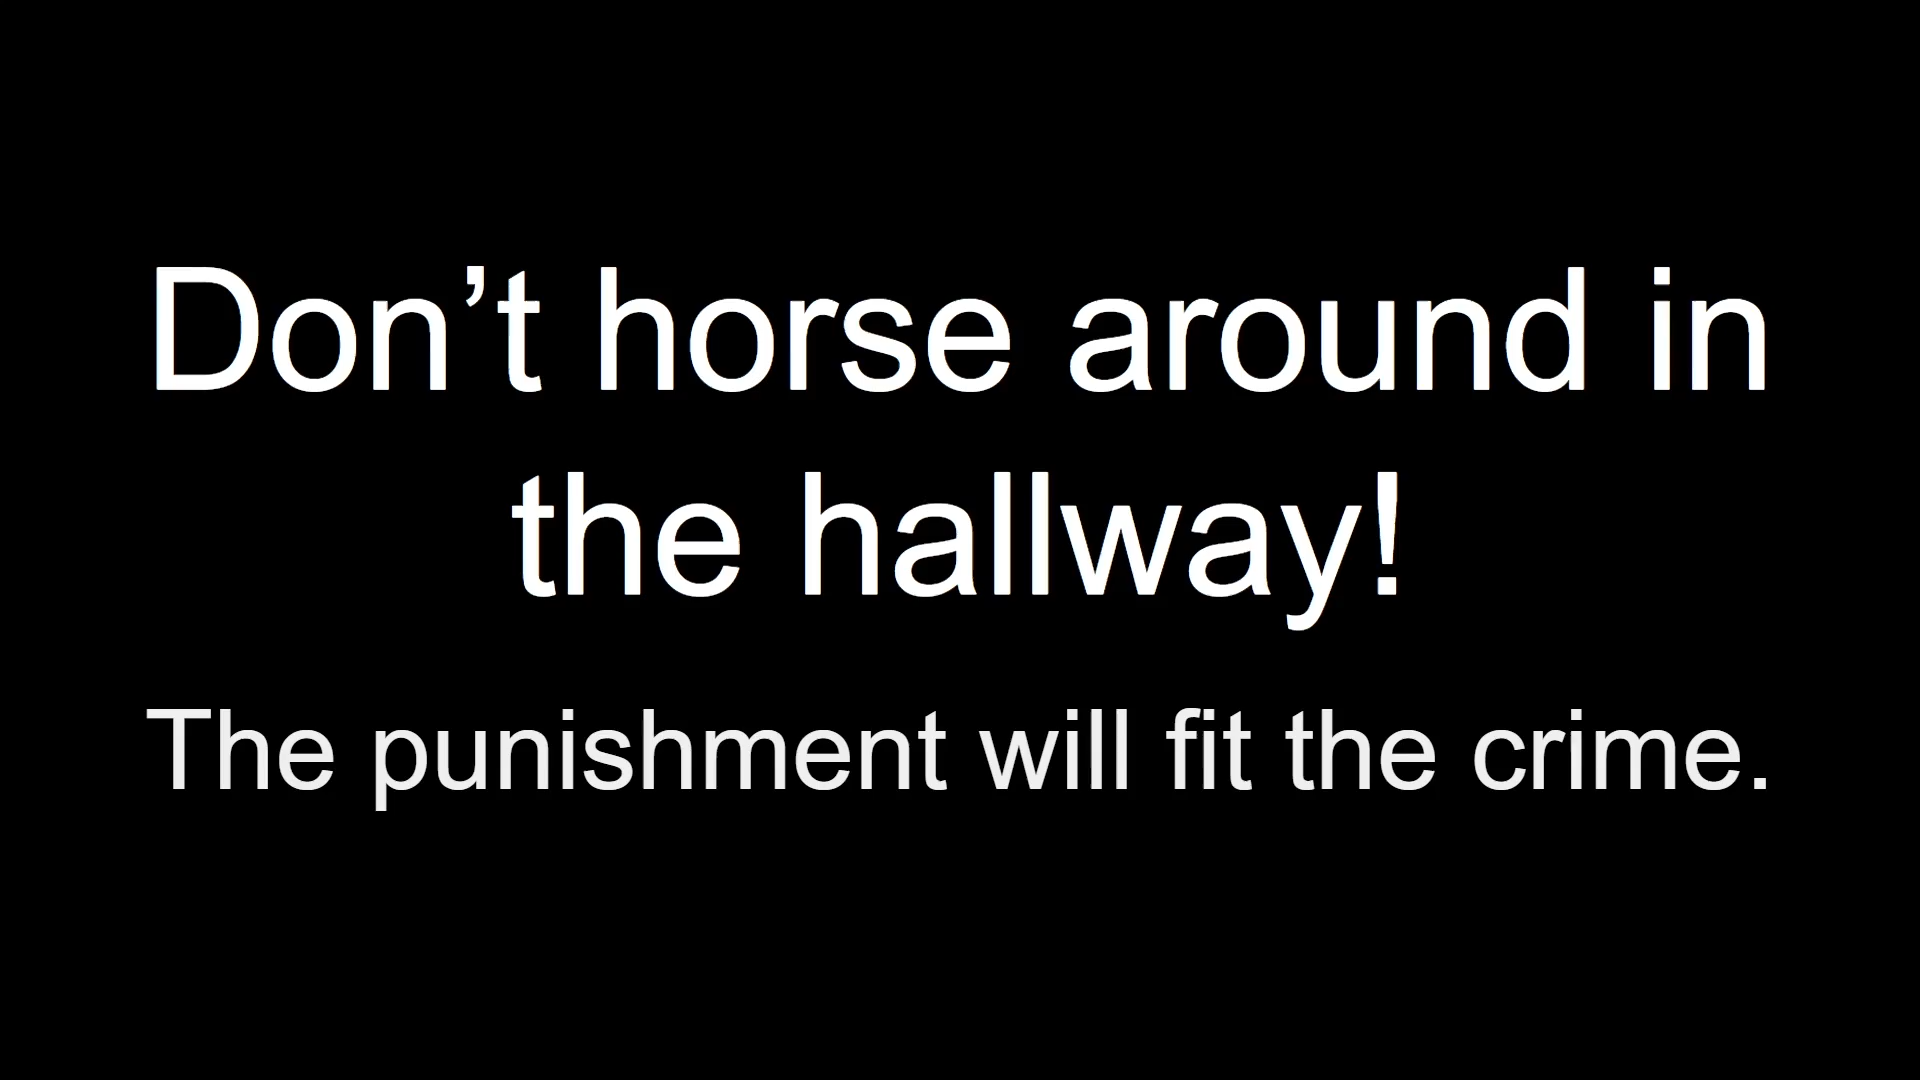 Don’t horse around in
the hallway!
The punishment will fit the crime.